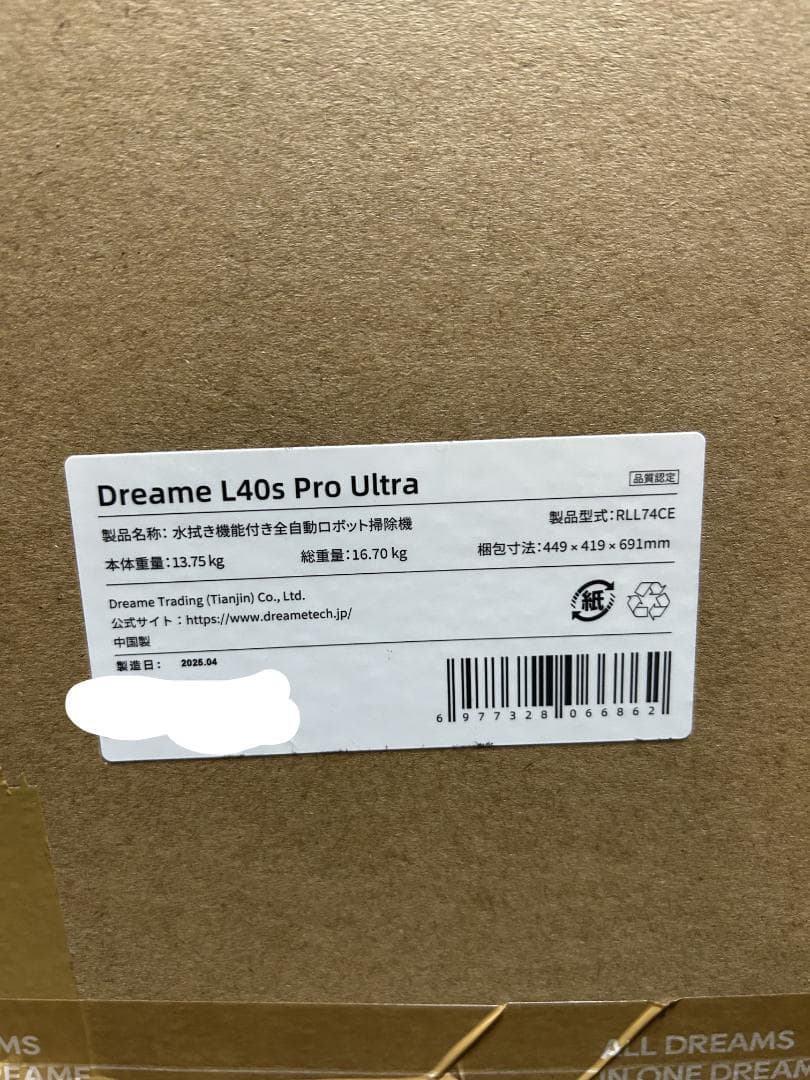 Dreame L40s Pro Ultra
品質認定
製品名称：水拭き機能付き全自動ロボット掃除機
製品型式：RLL74CE
本体重量：13.75 kg
総重量：16.70 kg
梱包寸法：449 × 419 × 691mm
Dreame Trading (Tianjin) Co., Ltd.
公式サイト：https://www.dreametech.jp/
中国製
紙
製造日： 2025.04
6 977328 066862
MS
EAME
ALL DREAMS
IN ONE DREAM